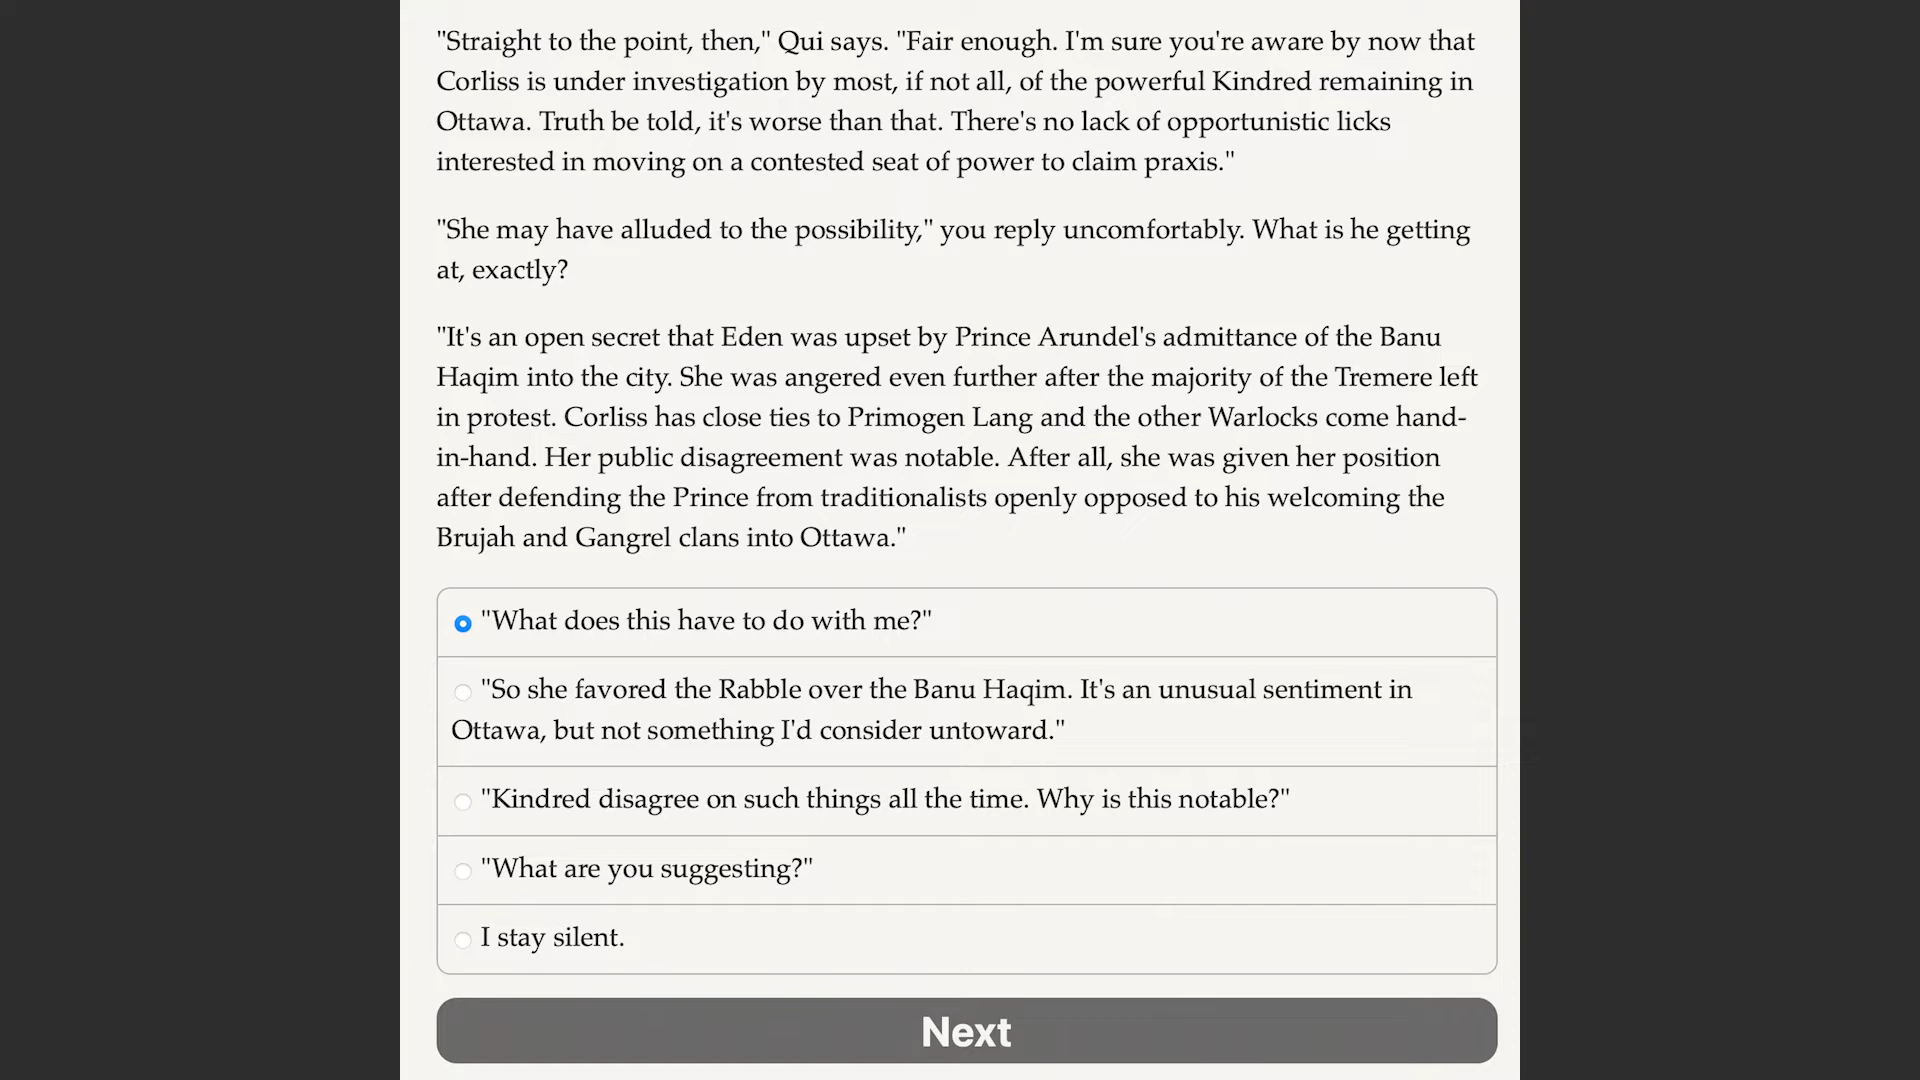 "Straight to the point, then," Qui says. "Fair enough. I'm sure you're aware by now that
Corliss is under investigation by most, if not all, of the powerful Kindred remaining in
Ottawa. Truth be told, it's worse than that. There's no lack of opportunistic licks
interested in moving on a contested seat of power to claim praxis."
"She may have alluded to the possibility," you reply uncomfortably. What is he getting
at, exactly?
"It's an open secret that Eden was upset by Prince Arundel's admittance of the Banu
Haqim into the city. She was angered even further after the majority of the Tremere left
in protest. Corliss has close ties to Primogen Lang and the other Warlocks come hand-
in-hand. Her public disagreement was notable. After all, she was given her position
after defending the Prince from traditionalists openly opposed to his welcoming the
Brujah and Gangrel clans into Ottawa."
"What does this have to do with me?"
"So she favored the Rabble over the Banu Haqim. It's an unusual sentiment in
Ottawa, but not something I'd consider untoward."
"Kindred disagree on such things all the time. Why is this notable?"
"What are you suggesting?"
I stay silent.
Next